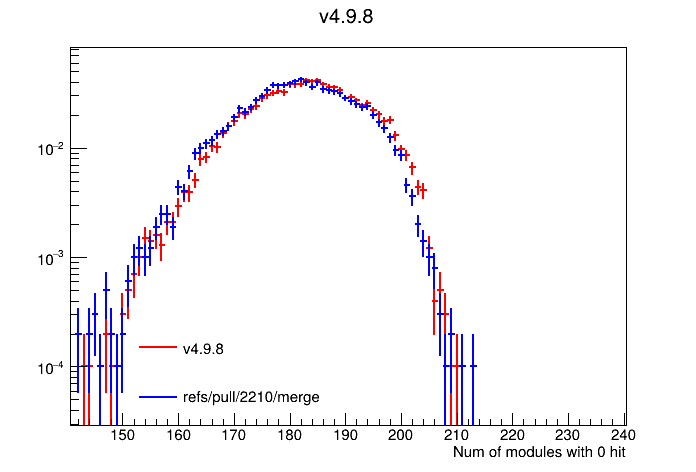 v4.9.8
10⁻²
10⁻³
10⁻⁴
v4.9.8
refs/pull/2210/merge
150 160 170 180 190 200 210 220 230 240
Num of modules with 0 hit